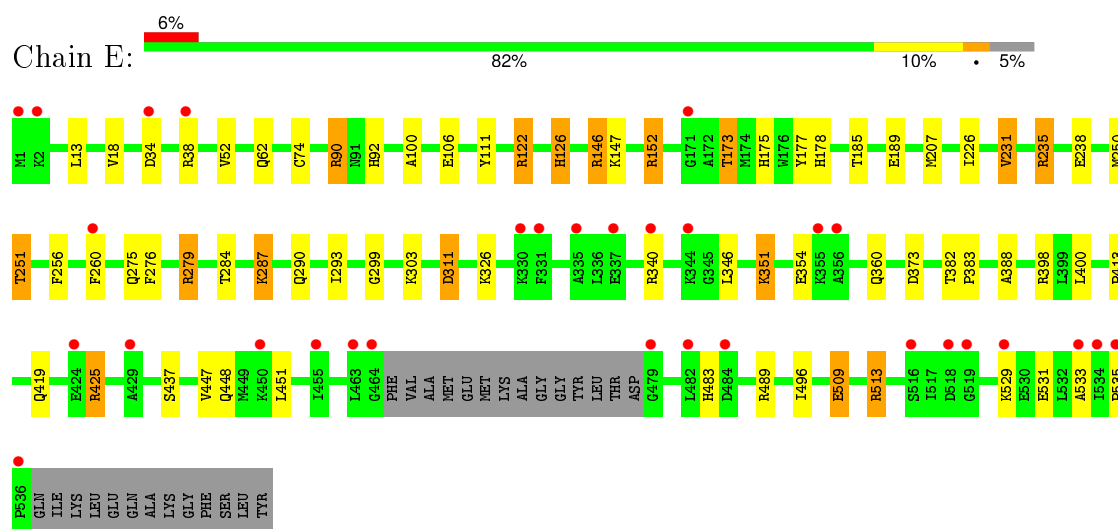 6%
Chain E:
82% 10% • 5%
M1 K2 L13 V18 D34 R38 V52 Q62 C74 R90 N91 H92 A100 E106 Y111 R122 H126 R146 K147 R152 G171 A172 T173 M174 H175 W176 Y177 H178 T185 E189 M207 I226 V231 R235 E238 M250
T251 F256 F260 Q275 F276 R279 T284 K287 Q290 I293 G299 K303 D311 K326 K330 F331 A335 L336 E337 R340 K344 G345 L346 K351 E354 K355 A356 Q360 D373 T382 P383 A388 R398 L399 L400
Q419 E424 R425 A429 S437 V447 Q448 M449 K450 L451 I455 L463 G464 PHE VAL ALA MET GLU MET LYS ALA GLY GLY TYR LEU THR ASP G479 L482 H483 D484 R489 I496 E509 R513 S516 I517 D518 G519 K529 E530 E531 L532 A533 I534
P536 GLN ILE LYS LEU GLU GLN ALA LYS GLY PHE SER LEU TYR